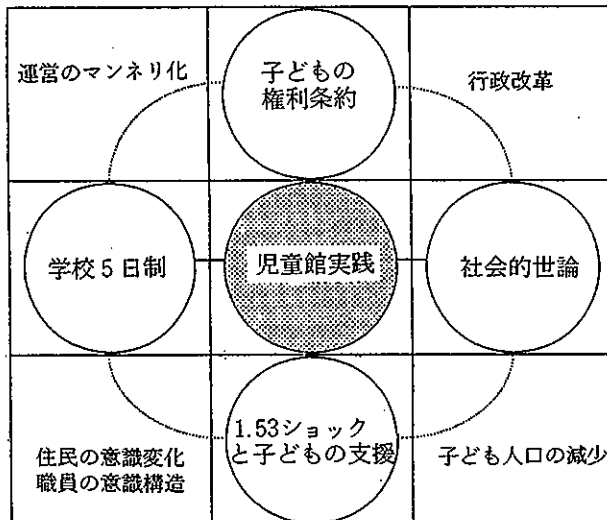 運営のマンネリ化
子どもの
権利条約
行政改革
学校5日制
児童館実践
社会的世論
住民の意識変化
職員の意識構造
1.53ショック
と子どもの支援
子ども人口の減少